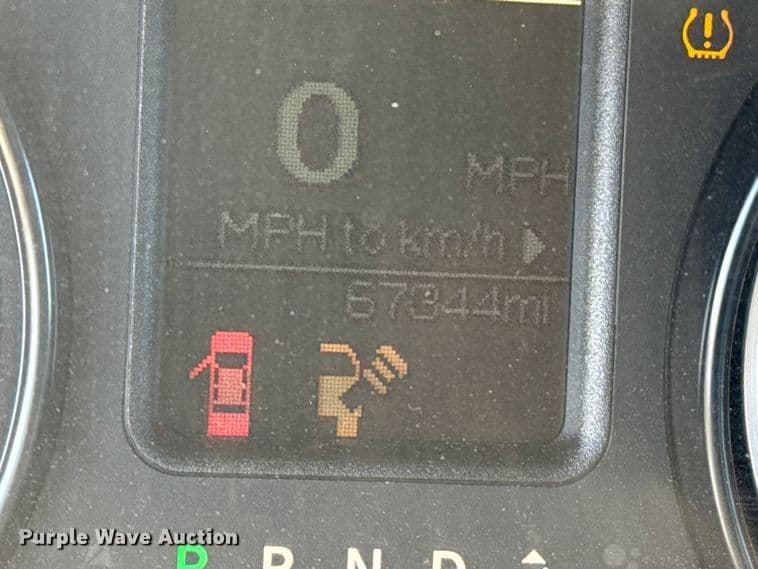 0
MPH
MPH to km/h
67344mi
Purple Wave Auction
P R N D